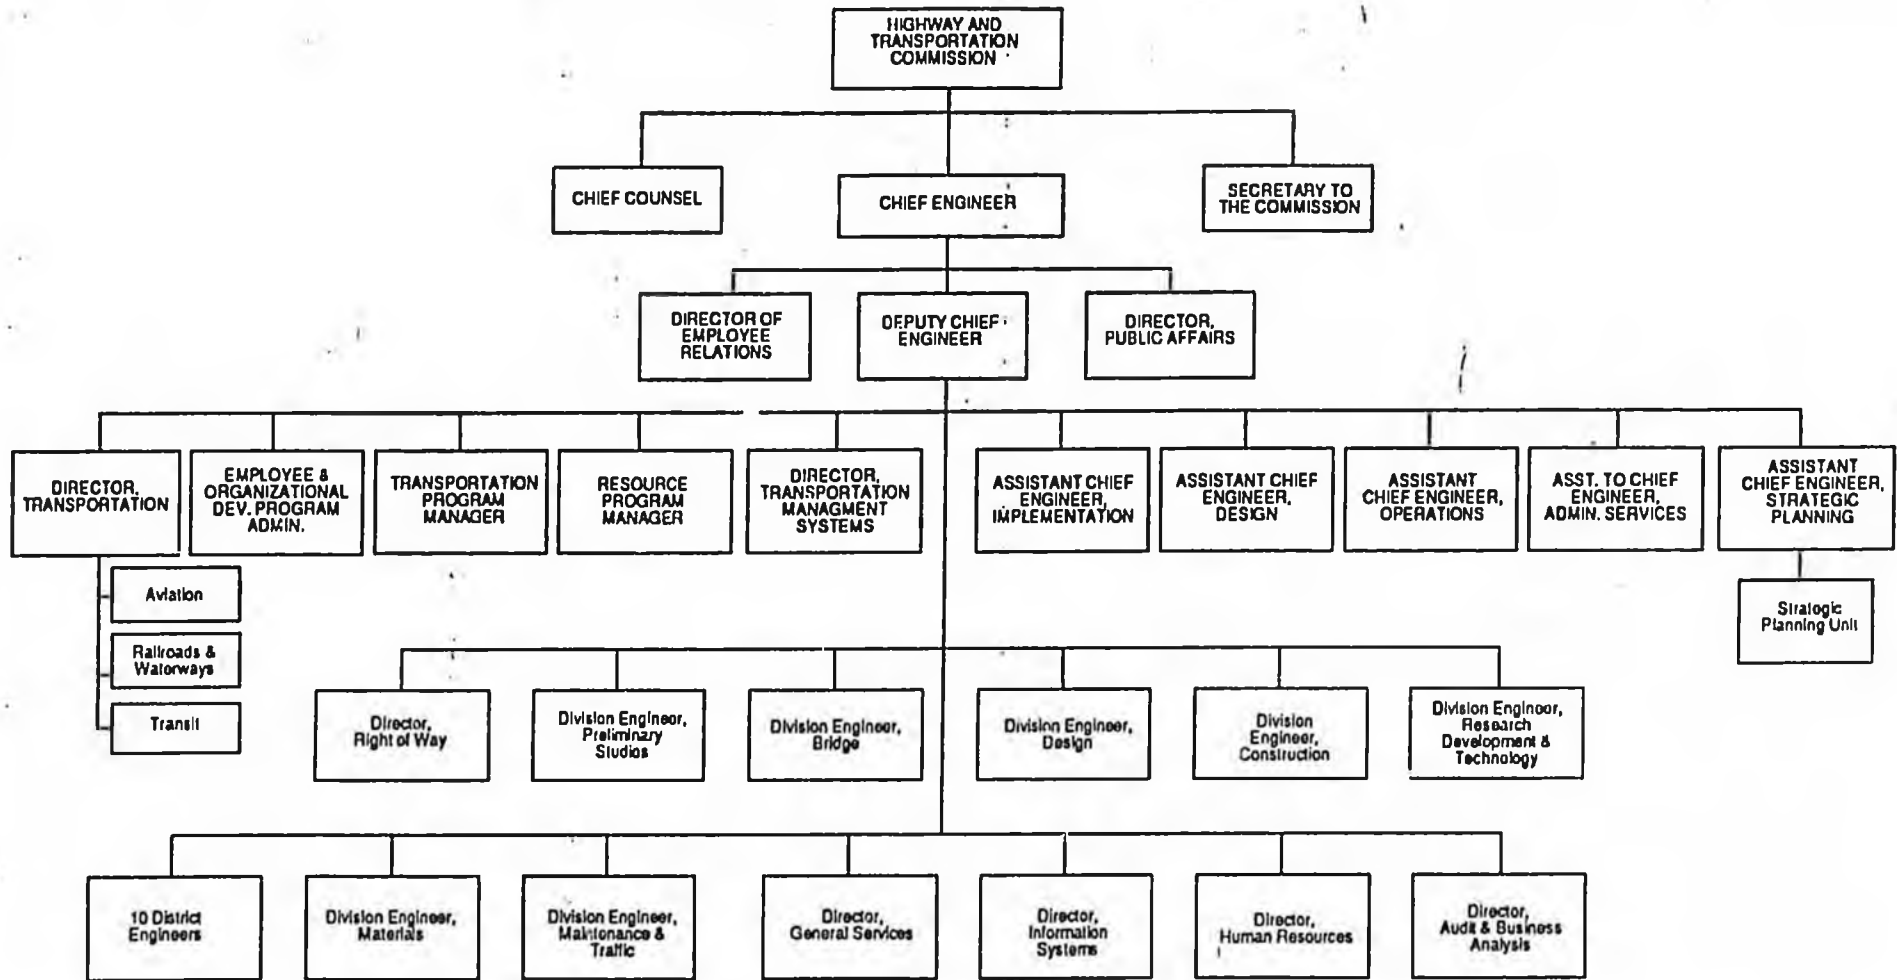 HIGHWAY AND
TRANSPORTATION
COMMISSION
CHIEF COUNSEL
CHIEF ENGINEER
SECRETARY TO
THE COMMISSION
DIRECTOR OF
EMPLOYEE
RELATIONS
DEPUTY CHIEF
ENGINEER
DIRECTOR,
PUBLIC AFFAIRS
DIRECTOR,
TRANSPORTATION
EMPLOYEE &
ORGANIZATIONAL
DEV. PROGRAM
ADMIN.
TRANSPORTATION
PROGRAM
MANAGER
RESOURCE
PROGRAM
MANAGER
DIRECTOR,
TRANSPORTATION
MANAGMENT
SYSTEMS
ASSISTANT CHIEF
ENGINEER,
IMPLEMENTATION
ASSISTANT CHIEF
ENGINEER,
DESIGN
ASSISTANT
CHIEF ENGINEER,
OPERATIONS
ASST. TO CHIEF
ENGINEER,
ADMIN. SERVICES
ASSISTANT
CHIEF ENGINEER,
STRATEGIC
PLANNING
Aviation
Railroads &
Waterways
Transit
Strategic
Planning Unit
Director,
Right of Way
Division Engineer,
Preliminary
Studies
Division Engineer,
Bridge
Division Engineer,
Design
Division
Engineer,
Construction
Division Engineer,
Research
Development &
Technology
10 District
Engineers
Division Engineer,
Materials
Division Engineer,
Maintenance &
Traffic
Director,
General Services
Director,
Information
Systems
Director,
Human Resources
Director,
Audit & Business
Analysis